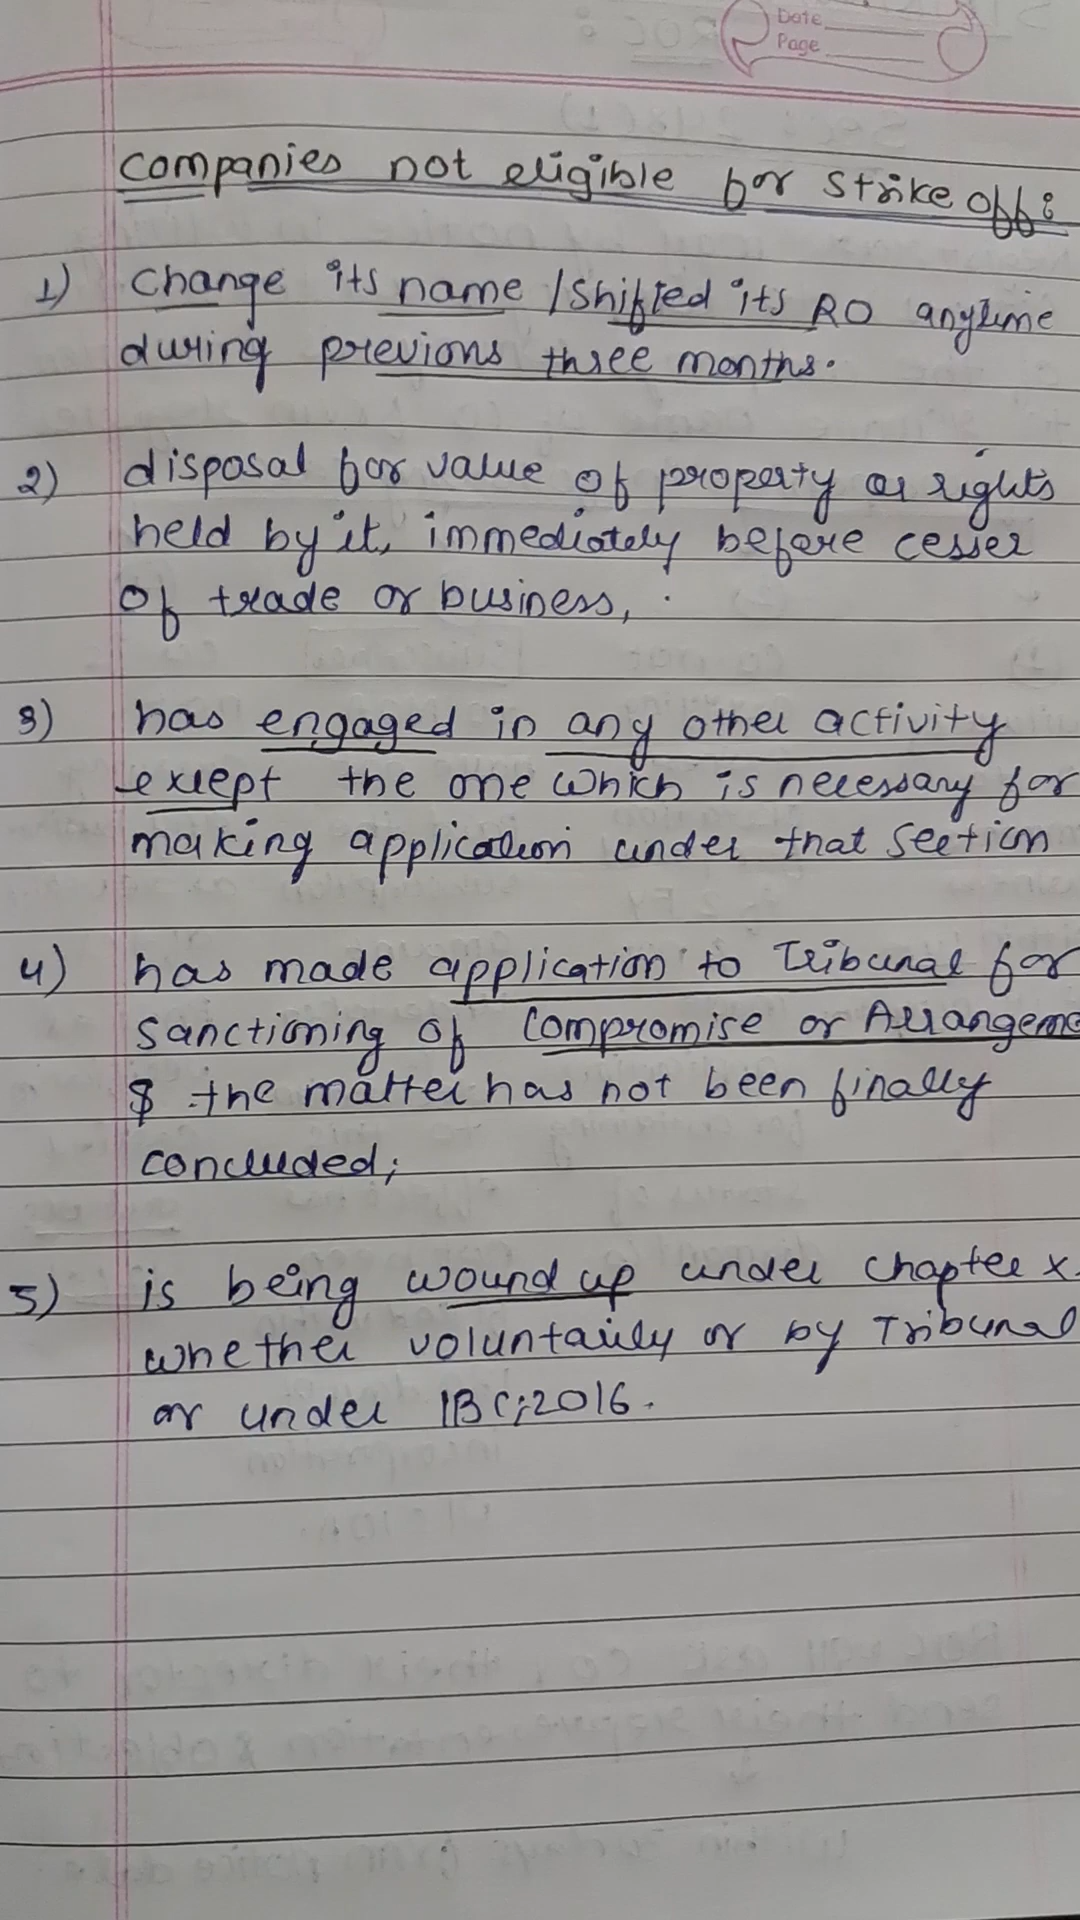 Date
Page
Companies not eligible for strike off:
1) Change its name / shifted its RO anytime
during previous three months.
2) disposal for value of property or rights
held by it, immediately before cesser
of trade or business,
3) has engaged in any other activity
except the one which is necessary for
making application under that section
4) has made application to Tribunal for
sanctioning of Compromise or Arrangeme
& the matter has not been finally
concluded;
5) is being wound up under chapter X
whether voluntarily or by Tribunal
or under IBC;2016.